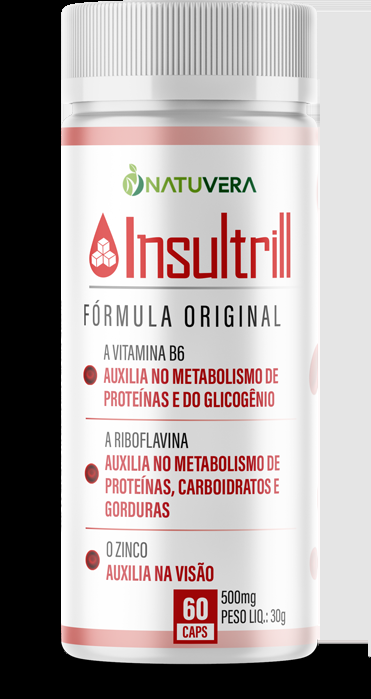 NATUVERA
Insultrill
FÓRMULA ORIGINAL
A VITAMINA B6
AUXILIA NO METABOLISMO DE
PROTEÍNAS E DO GLICOGÊNIO
A RIBOFLAVINA
AUXILIA NO METABOLISMO DE
PROTEÍNAS, CARBOIDRATOS E
GORDURAS
O ZINCO
AUXILIA NA VISÃO
60
CAPS
500mg
PESO LIQ.: 30g